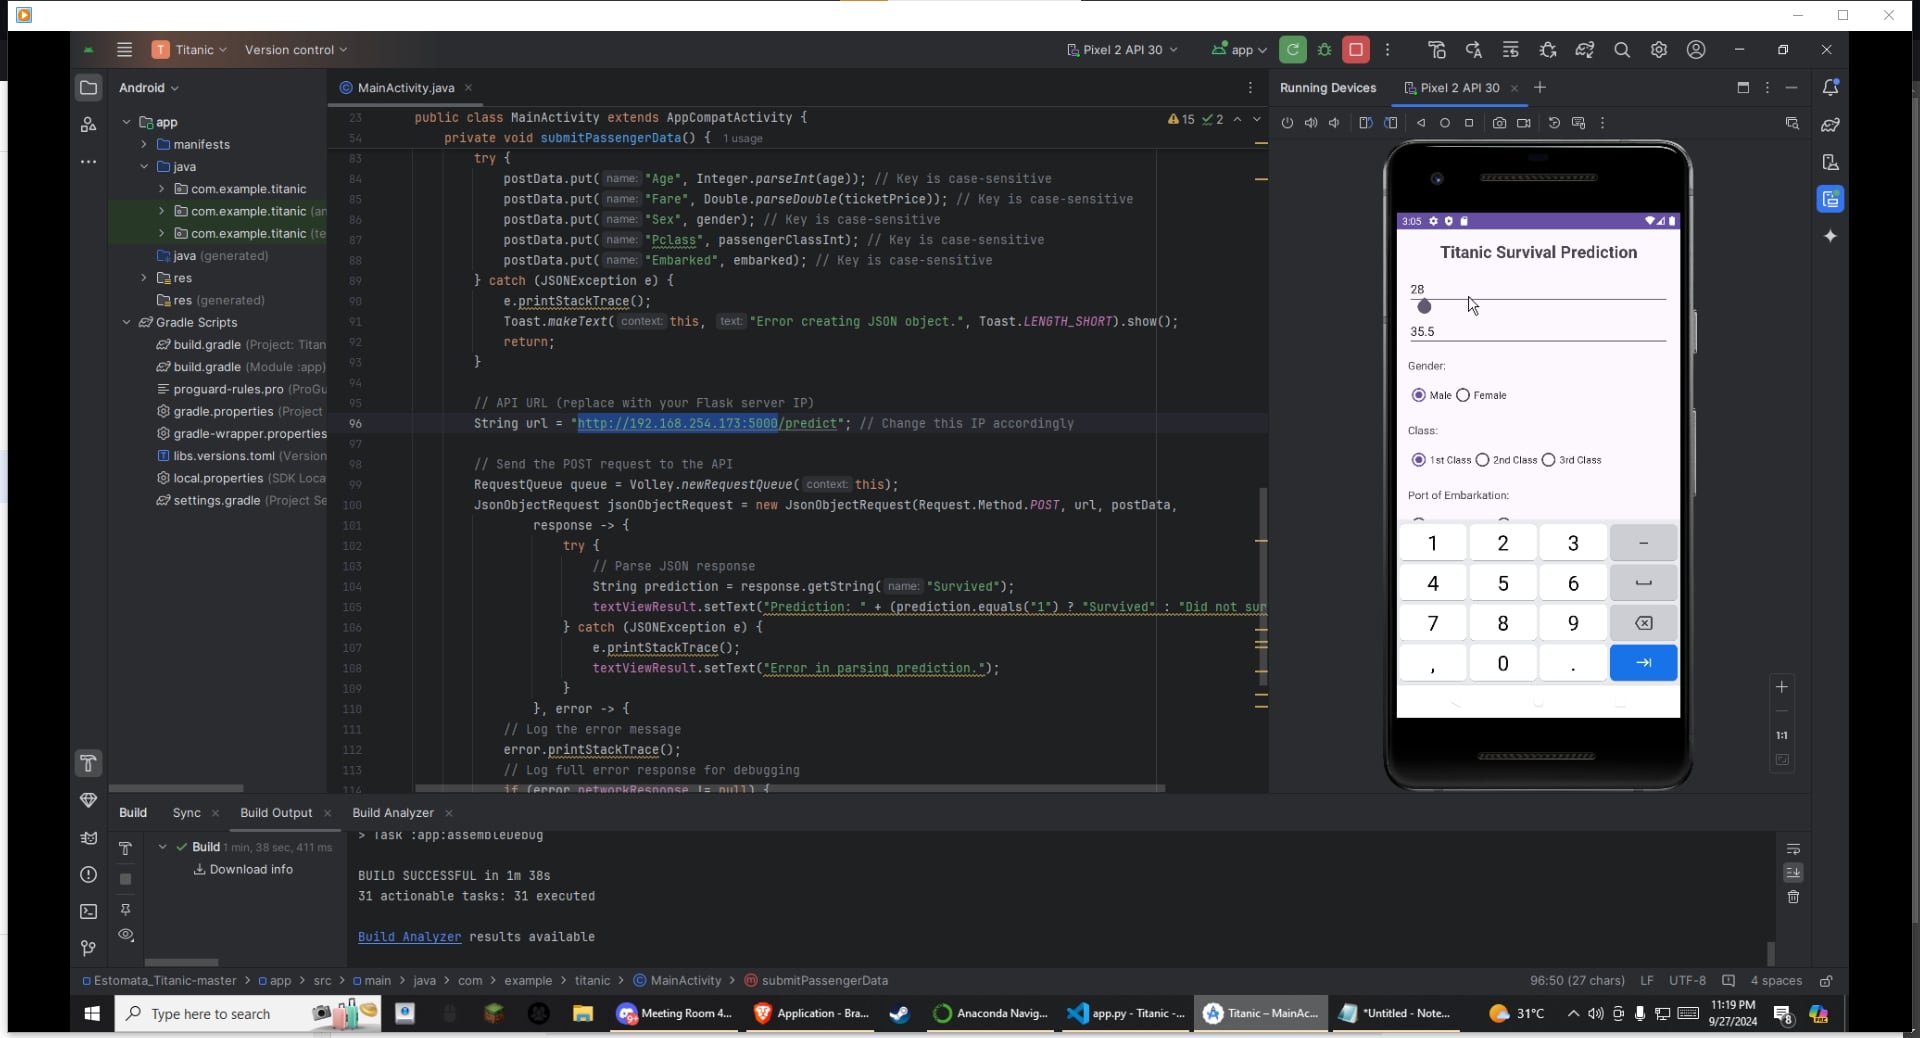 T Titanic
Version control
Pixel 2 API 30
app
Android
MainActivity.java
Running Devices
Pixel 2 API 30
app
manifests
java
com.example.titanic
com.example.titanic (an
com.example.titanic (te
java (generated)
res
res (generated)
Gradle Scripts
build.gradle (Project: Titan
build.gradle (Module :app)
proguard-rules.pro (ProGu
gradle.properties (Project
gradle-wrapper.properties
libs.versions.toml (Version
local.properties (SDK Loca
settings.gradle (Project Se
15 2
23 public class MainActivity extends AppCompatActivity {
54 private void submitPassengerData() { 1 usage
83 try {
84 postData.put( name: "Age", Integer.parseInt(age)); // Key is case-sensitive
85 postData.put( name: "Fare", Double.parseDouble(ticketPrice)); // Key is case-sensitive
86 postData.put( name: "Sex", gender); // Key is case-sensitive
87 postData.put( name: "Pclass", passengerClassInt); // Key is case-sensitive
88 postData.put( name: "Embarked", embarked); // Key is case-sensitive
89 } catch (JSONException e) {
90 e.printStackTrace();
91 Toast.makeText( context: this, text: "Error creating JSON object.", Toast.LENGTH_SHORT).show();
92 return;
93 }
94
95 // API URL (replace with your Flask server IP)
96 String url = "http://192.168.254.173:5000/predict"; // Change this IP accordingly
97
98 // Send the POST request to the API
99 RequestQueue queue = Volley.newRequestQueue( context: this);
100 JsonObjectRequest jsonObjectRequest = new JsonObjectRequest(Request.Method.POST, url, postData,
101 response -> {
102 try {
103 // Parse JSON response
104 String prediction = response.getString( name: "Survived");
105 textViewResult.setText("Prediction: " + (prediction.equals("1") ? "Survived" : "Did not sur
106 } catch (JSONException e) {
107 e.printStackTrace();
108 textViewResult.setText("Error in parsing prediction.");
109 }
110 }, error -> {
111 // Log the error message
112 error.printStackTrace();
113 // Log full error response for debugging
114 if (error.networkResponse != null) {
3:05
Titanic Survival Prediction
28
35.5
Gender:
Male Female
Class:
1st Class 2nd Class 3rd Class
Port of Embarkation:
1 2 3 -
4 5 6
7 8 9
, 0 .
1:1
Build
Sync
Build Output
Build Analyzer
Build 1 min, 38 sec, 411 ms
Download info
> Task :app:assembleDebug
BUILD SUCCESSFUL in 1m 38s
31 actionable tasks: 31 executed
Build Analyzer results available
Estomata_Titanic-master > app > src > main > java > com > example > titanic > MainActivity > submitPassengerData
96:50 (27 chars) LF UTF-8 4 spaces
Type here to search
Meeting Room 4...
Application - Bra...
Anaconda Navig...
app.py - Titanic -...
Titanic – MainAc...
*Untitled - Note...
31°C
11:19 PM
9/27/2024
8